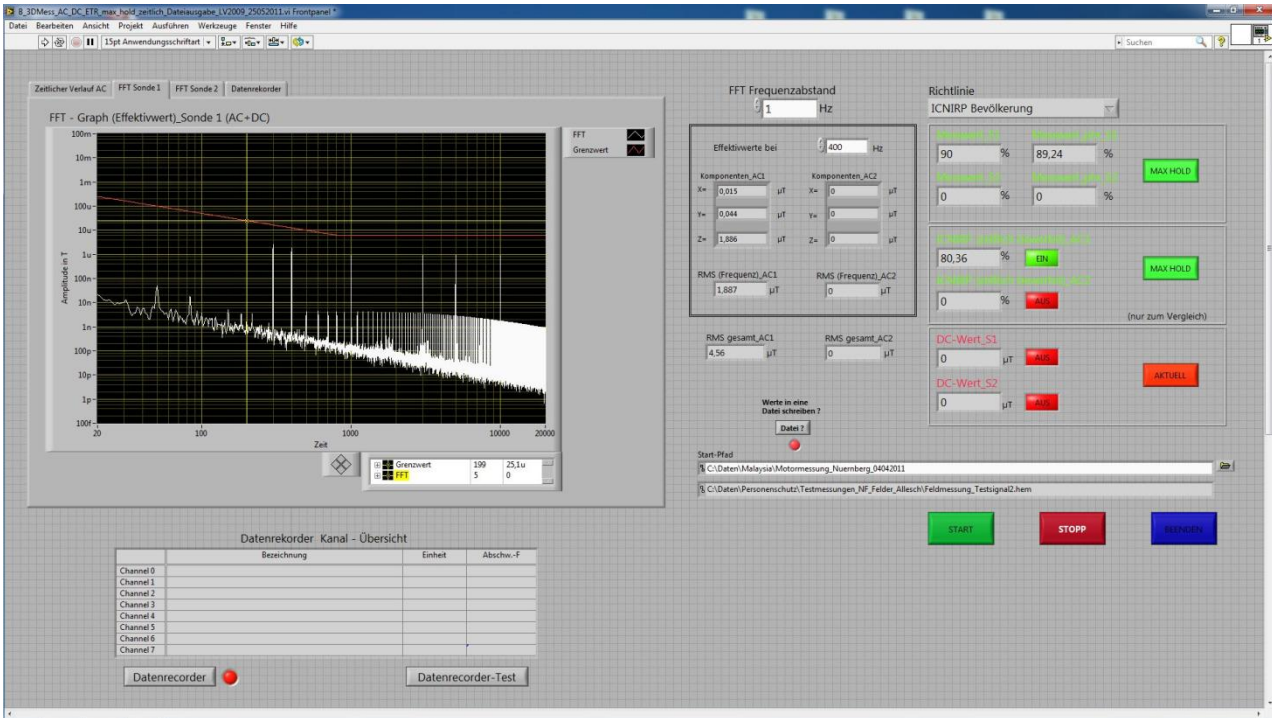 B_3DMess_AC_DC_ETR_max_hold_zeitlich_Dateiausgabe_LV2009_25052011.vi Frontpanel *
Datei Bearbeiten Ansicht Projekt Ausführen Werkzeuge Fenster Hilfe
15pt Anwendungsschriftart
Suchen
Zeitlicher Verlauf AC FFT Sonde 1 FFT Sonde 2 Datenrekorder
FFT - Graph (Effektivwert)_Sonde 1 (AC+DC)
FFT
Grenzwert
Amplitude in T
100m
10m
1m
100u
10u
1u
100n
10n
1n
100p
10p
1p
100f
20 100 1000 10000 20000
Zeit
Grenzwert 199 25,1u
FFT 5 0
Datenrekorder Kanal - Übersicht
Bezeichnung Einheit Abschw.-F
Channel 0
Channel 1
Channel 2
Channel 3
Channel 4
Channel 5
Channel 6
Channel 7
Datenrecorder Datenrecorder-Test
FFT Frequenzabstand
1 Hz
Effektivwerte bei 400 Hz
Komponenten_AC1 Komponenten_AC2
X= 0,015 µT X= 0 µT
Y= 0,044 µT Y= 0 µT
Z= 1,886 µT Z= 0 µT
RMS (Frequenz)_AC1 RMS (Frequenz)_AC2
1,887 µT 0 µT
RMS gesamt_AC1 RMS gesamt_AC2
4,56 µT 0 µT
Werte in eine
Datei schreiben ?
Datei ?
Start-Pfad
C:\Daten\Malaysia\Motormessung_Nuernberg_04042011
C:\Daten\Personenschutz\Testmessungen_NF_Felder_Allesch\Feldmessung_Testsignal2.hem
Richtlinie
ICNIRP Bevölkerung
90 % 89,24 %
MAX HOLD
0 % 0 %
80,36 % EIN
MAX HOLD
0 % AUS
(nur zum Vergleich)
DC-Wert_S1
0 µT AUS
AKTUELL
DC-Wert_S2
0 µT AUS
START STOPP BEENDEN